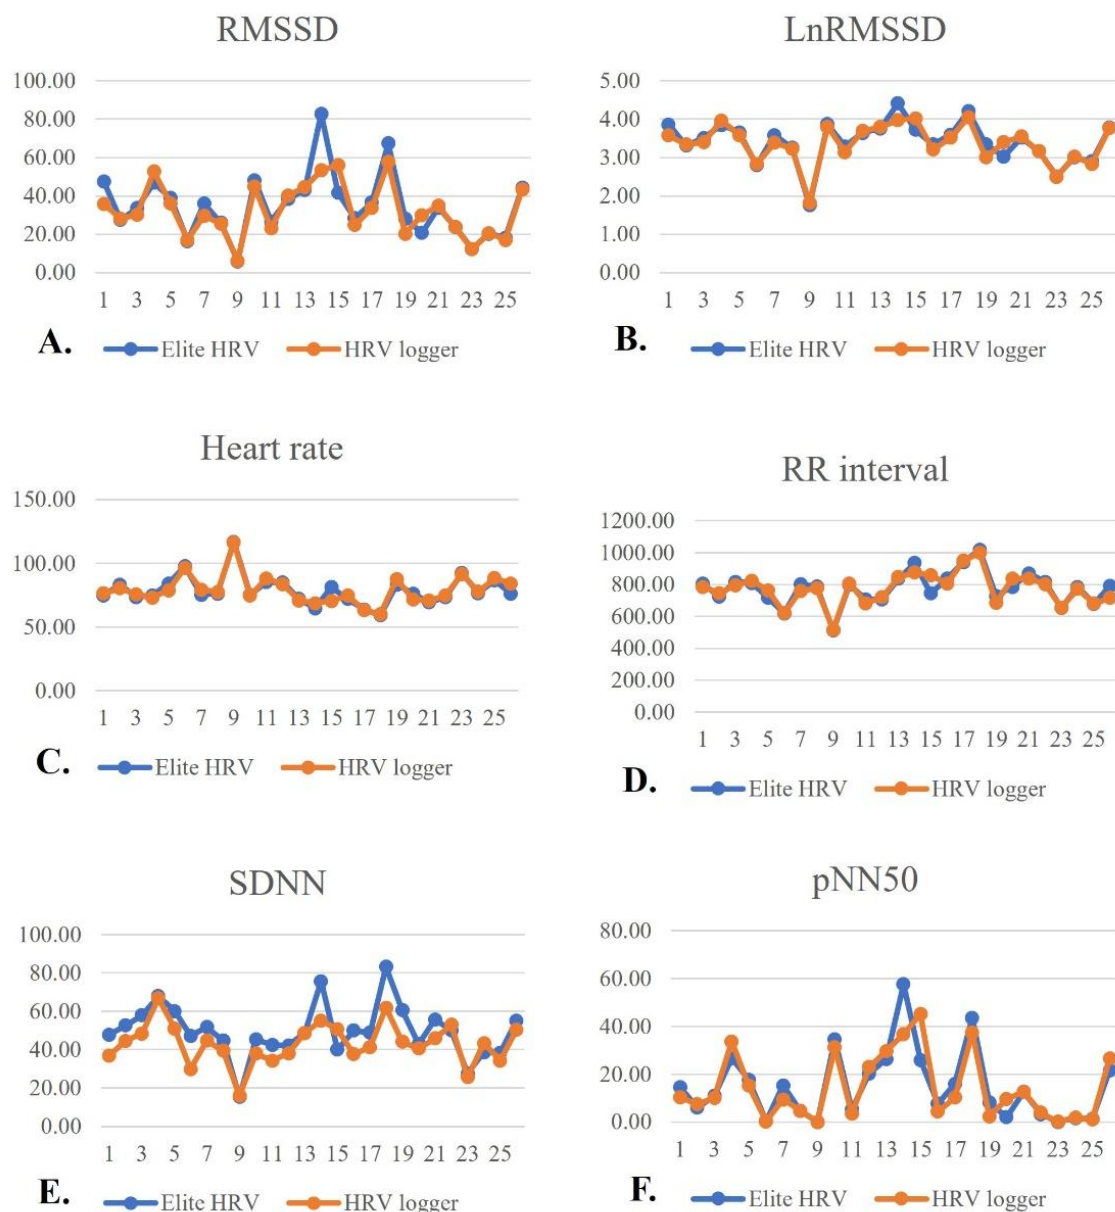 RMSSD
100.00
80.00
60.00
40.00
20.00
0.00
1 3 5 7 9 11 13 15 17 19 21 23 25
A.
Elite HRV HRV logger
LnRMSSD
5.00
4.00
3.00
2.00
1.00
0.00
1 3 5 7 9 11 13 15 17 19 21 23 25
B.
Elite HRV HRV logger
Heart rate
150.00
100.00
50.00
0.00
1 3 5 7 9 11 13 15 17 19 21 23 25
C.
Elite HRV HRV logger
RR interval
1200.00
1000.00
800.00
600.00
400.00
200.00
0.00
1 3 5 7 9 11 13 15 17 19 21 23 25
D.
Elite HRV HRV logger
SDNN
100.00
80.00
60.00
40.00
20.00
0.00
1 3 5 7 9 11 13 15 17 19 21 23 25
E.
Elite HRV HRV logger
pNN50
80.00
60.00
40.00
20.00
0.00
1 3 5 7 9 11 13 15 17 19 21 23 25
F.
Elite HRV HRV logger